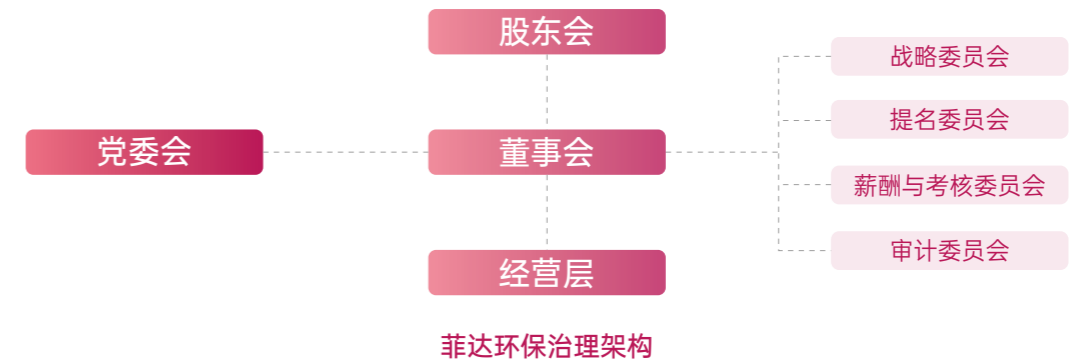 股东会
党委会
董事会
经营层
战略委员会
提名委员会
薪酬与考核委员会
审计委员会
菲达环保治理架构